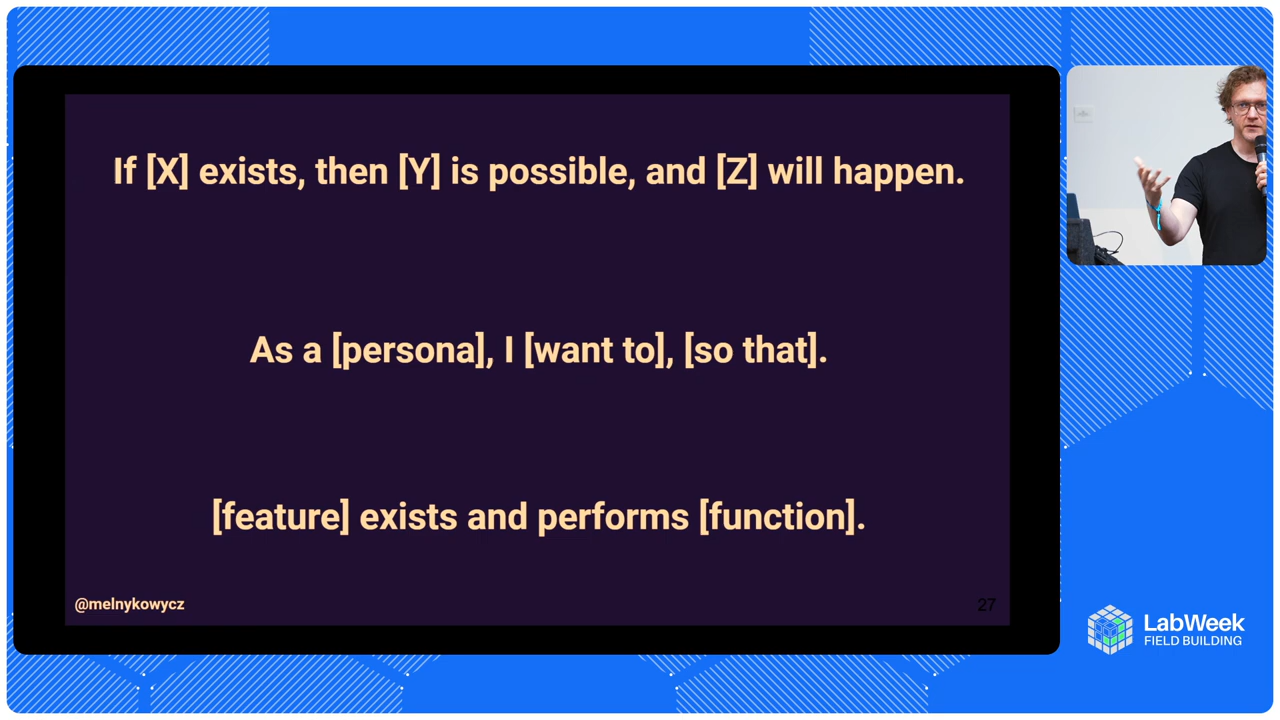 If [X] exists, then [Y] is possible, and [Z] will happen.
As a [persona], I [want to], [so that].
[feature] exists and performs [function].
@melnykowycz
27
LabWeek
FIELD BUILDING